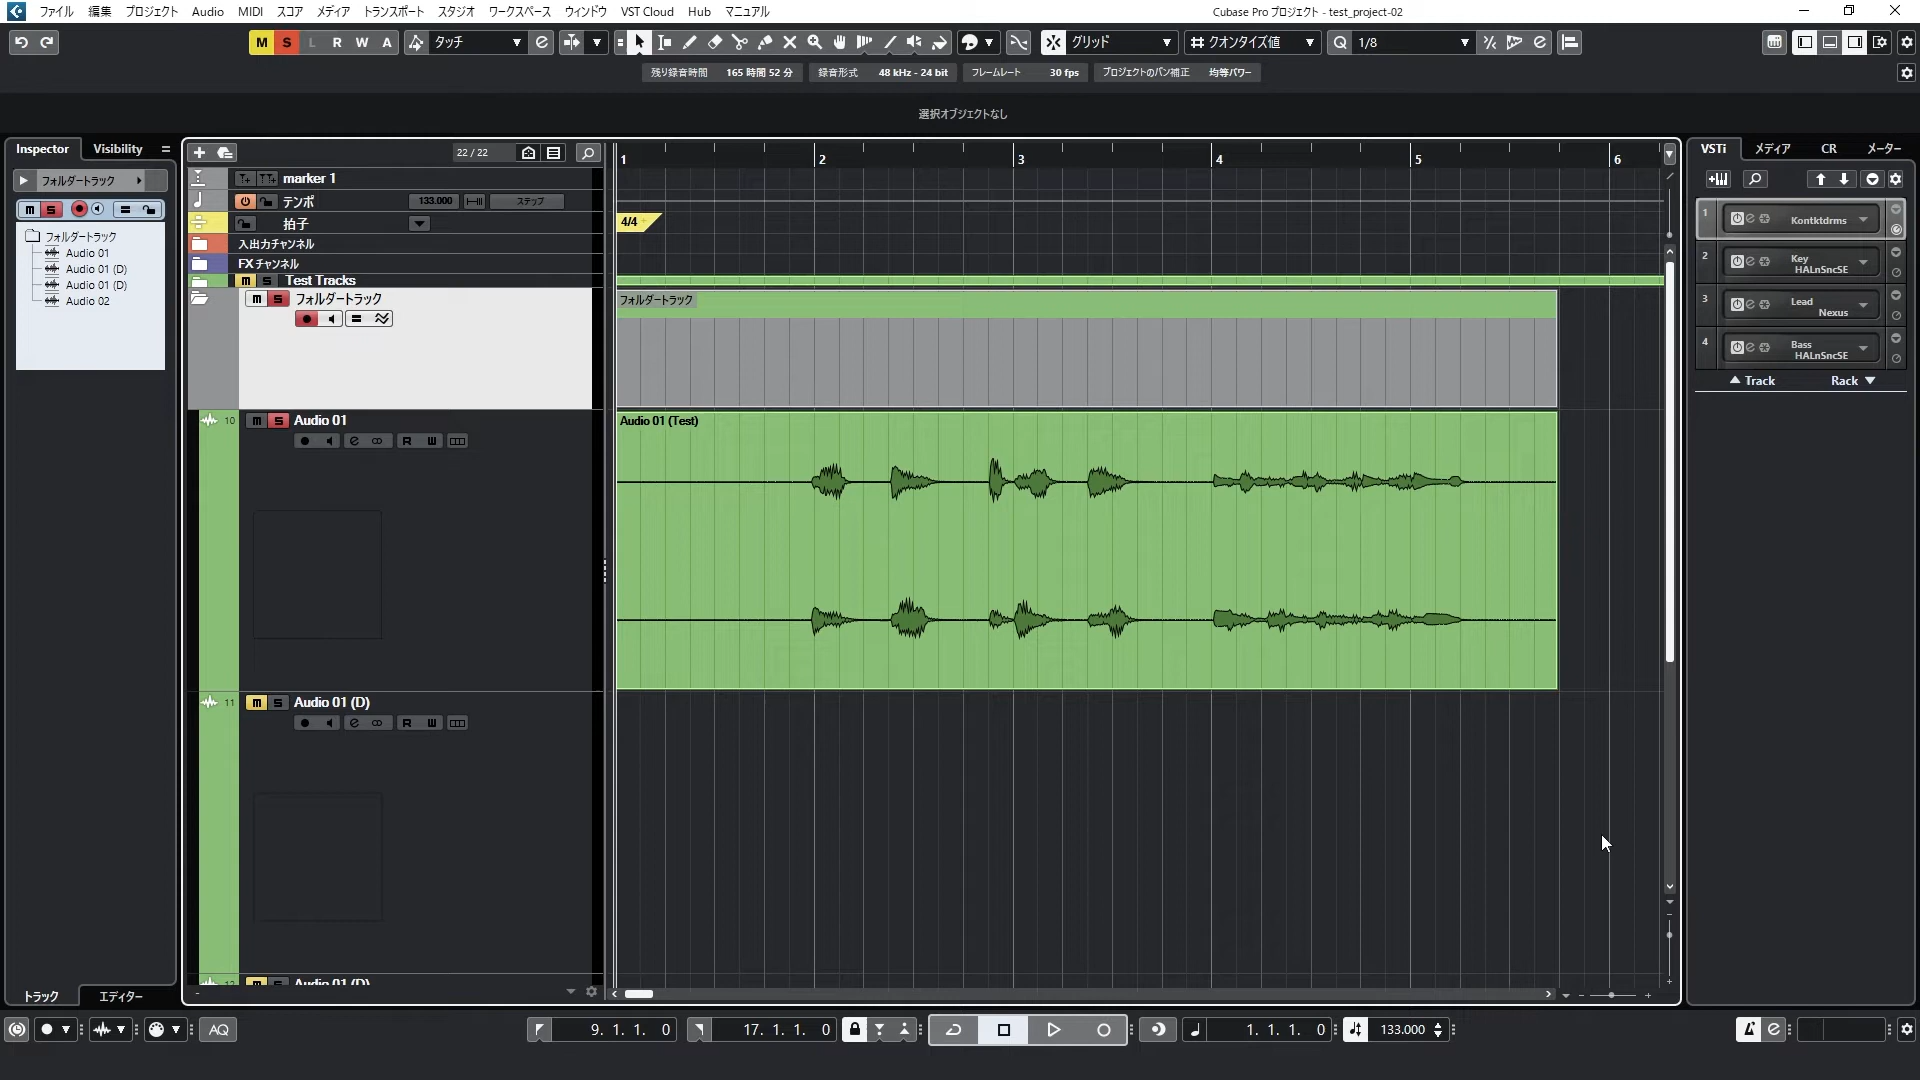 ファイル 編集 プロジェクト Audio MIDI スコア メディア トランスポート スタジオ ワークスペース ウィンドウ VST Cloud Hub マニュアル
Cubase Pro プロジェクト - test_project-02
M S L R W A タッチ グリッド クオンタイズ値 Q 1/8
残り録音時間 165 時間 52 分 録音形式 48 kHz - 24 bit フレームレート 30 fps プロジェクトのパン補正 均等パワー
選択オブジェクトなし
Inspector Visibility
フォルダートラック
m S
フォルダートラック
Audio 01
Audio 01 (D)
Audio 01 (D)
Audio 02
トラック エディター
22 / 22
marker 1
テンポ 133.000 ステップ
拍子
入出力チャンネル
FX チャンネル
m S Test Tracks
m S フォルダートラック
10 m S Audio 01
R W
11 m S Audio 01 (D)
R W
12 m S Audio 01 (D)
1 2 3 4 5 6
4/4
フォルダートラック
Audio 01 (Test)
VSTi メディア CR メーター
1 Kontktdrms
2 Key
HALnSncSE
3 Lead
Nexus
4 Bass
HALnSncSE
Track Rack
AQ
9. 1. 1. 0
17. 1. 1. 0
1. 1. 1. 0
133.000